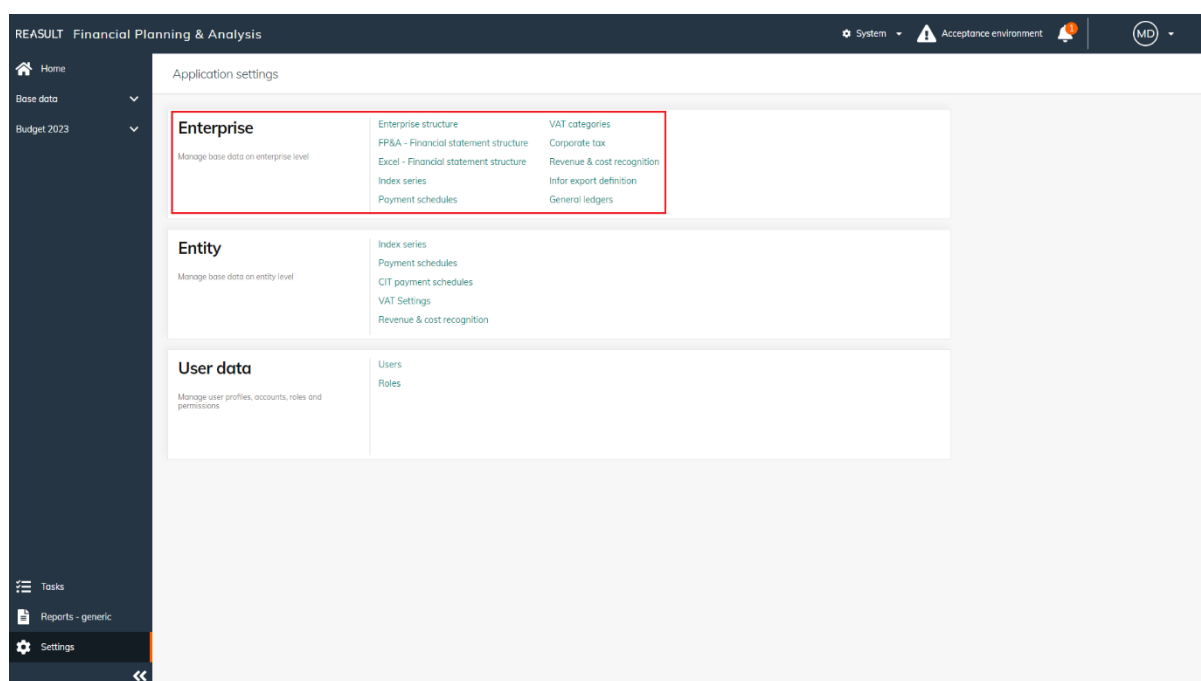 REASULT Financial Planning & Analysis
System
Acceptance environment
1
MD
Home
Base data
Budget 2023
Tasks
Reports - generic
Settings
Application settings
Enterprise
Manage base data on enterprise level
Enterprise structure
FP&A - Financial statement structure
Excel - Financial statement structure
Index series
Payment schedules
VAT categories
Corporate tax
Revenue & cost recognition
Infor export definition
General ledgers
Entity
Manage base data on entity level
Index series
Payment schedules
CIT payment schedules
VAT Settings
Revenue & cost recognition
User data
Manage user profiles, accounts, roles and
permissions
Users
Roles